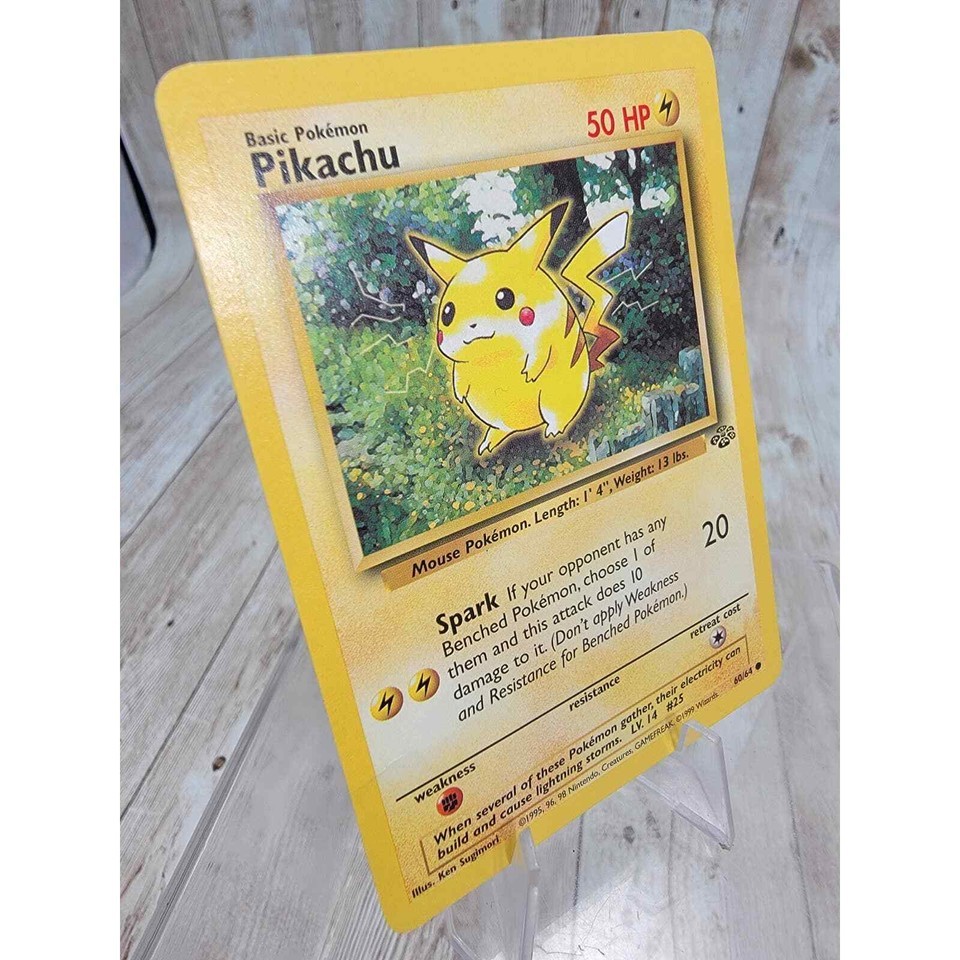 Basic Pokémon
Pikachu
50 HP
Mouse Pokémon. Length: 1' 4", Weight: 13 lbs.
Spark If your opponent has any
Benched Pokémon, choose 1 of
them and this attack does 10
damage to it. (Don't apply Weakness
and Resistance for Benched Pokémon.)
20
weakness
resistance
retreat cost
When several of these Pokémon gather, their electricity can
build and cause lightning storms. LV. 14 #25
Illus. Ken Sugimori
©1995, 96, 98 Nintendo, Creatures, GAMEFREAK. ©1999 Wizards.
60/64